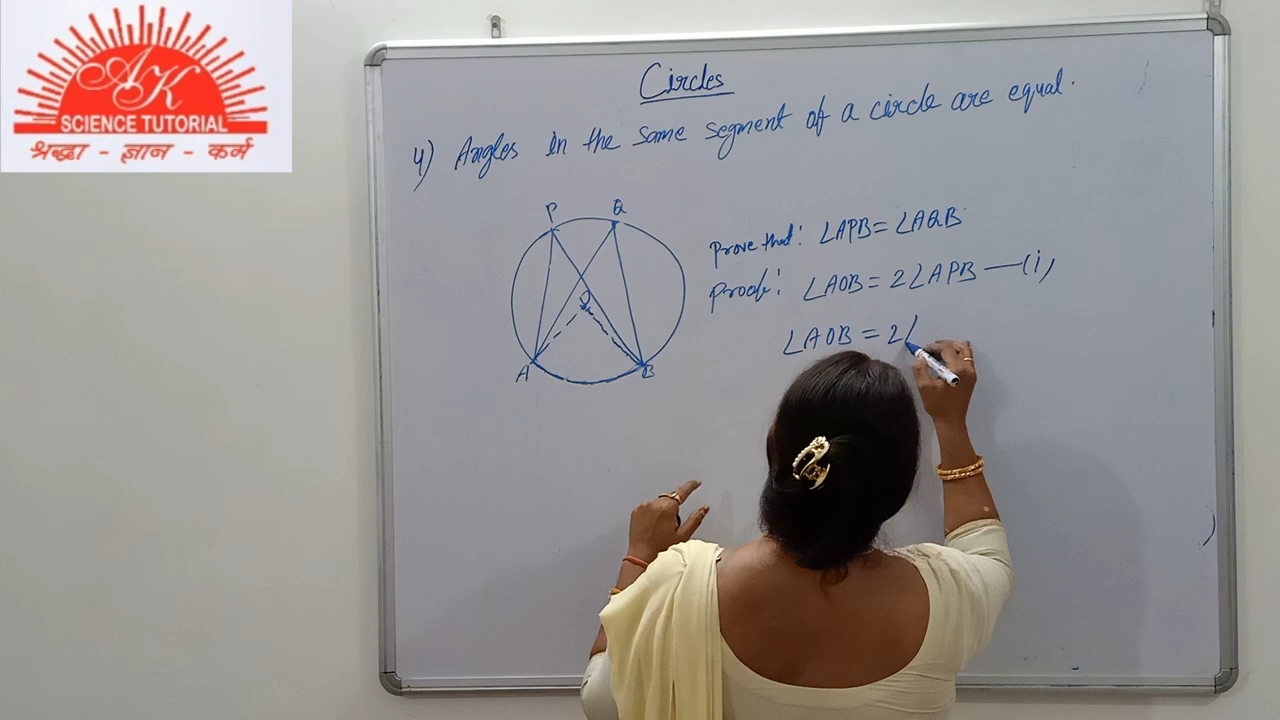 AK
SCIENCE TUTORIAL
श्रद्धा - ज्ञान - कर्म
Circles
4) Angles in the same segment of a circle are equal.
P Q
O
A B
Prove that: ∠APB = ∠AQB
Proof: ∠AOB = 2∠APB —(i)
∠AOB = 2∠